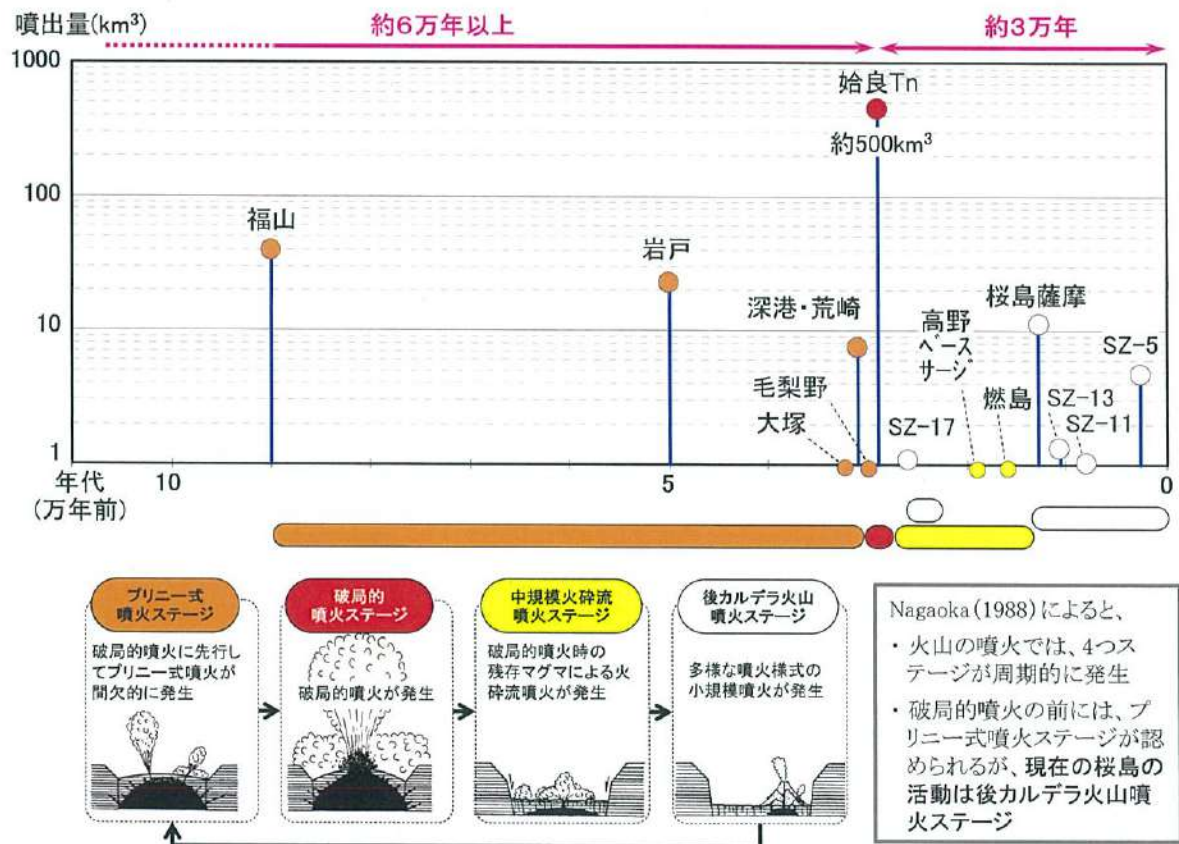 噴出量(km³)
約6万年以上
約3万年
1000
100
10
1
姶良Tn
約500km³
福山
岩戸
深港・荒崎
毛梨野
大塚
SZ-17
高野
ベース
サージ
燃島
桜島薩摩
SZ-13
SZ-11
SZ-5
年代
(万年前)
10
5
0
プリニー式
噴火ステージ
破局的噴火に先行し
てプリニー式噴火が
間欠的に発生
破局的
噴火ステージ
破局的噴火が発生
中規模火砕流
噴火ステージ
破局的噴火時の
残存マグマによる火
砕流噴火が発生
後カルデラ火山
噴火ステージ
多様な噴火様式の
小規模噴火が発生
Nagaoka(1988)によると、
・火山の噴火では、4つス
テージが周期的に発生
・破局的噴火の前には、プ
リニー式噴火ステージが認
められるが、現在の桜島の
活動は後カルデラ火山噴
火ステージ